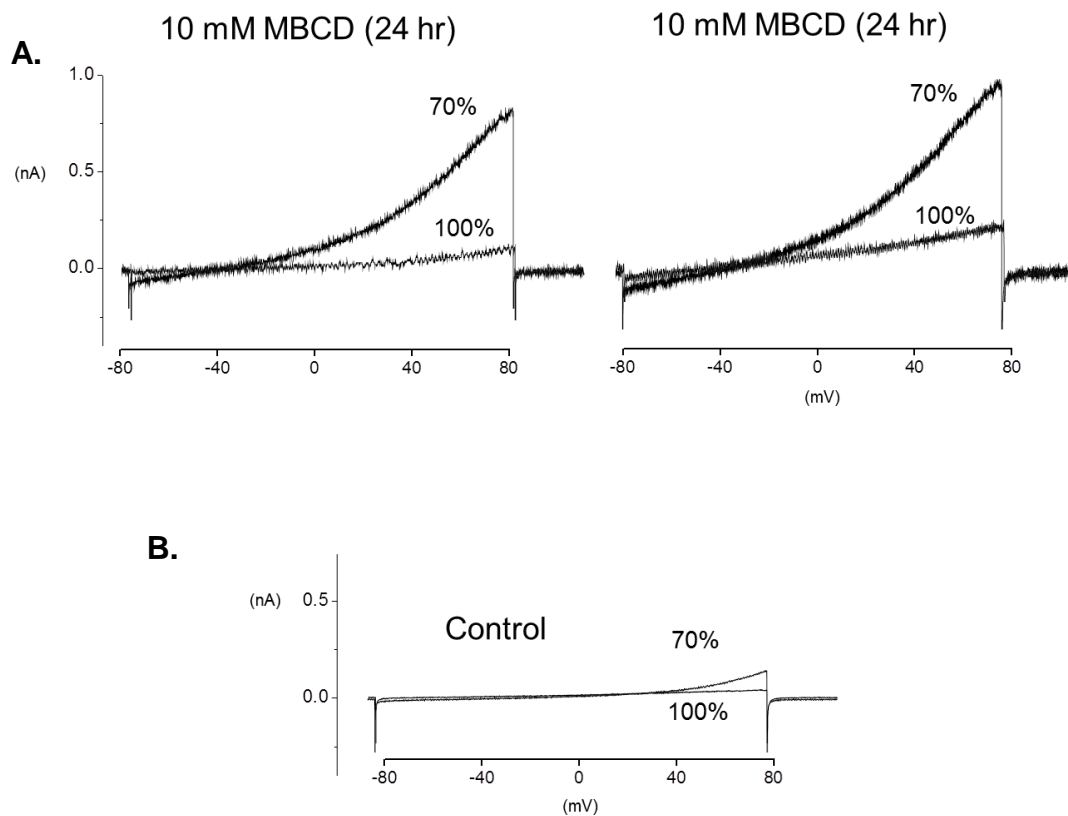 10 mM MBCD (24 hr) 10 mM MBCD (24 hr)
A.
1.0
70% 70%
(nA) 0.5
100% 100%
0.0
-80 -40 0 40 80 -80 -40 0 40 80
(mV)
B.
(nA) 0.5
Control 70%
0.0
100%
-80 -40 0 40 80
(mV)